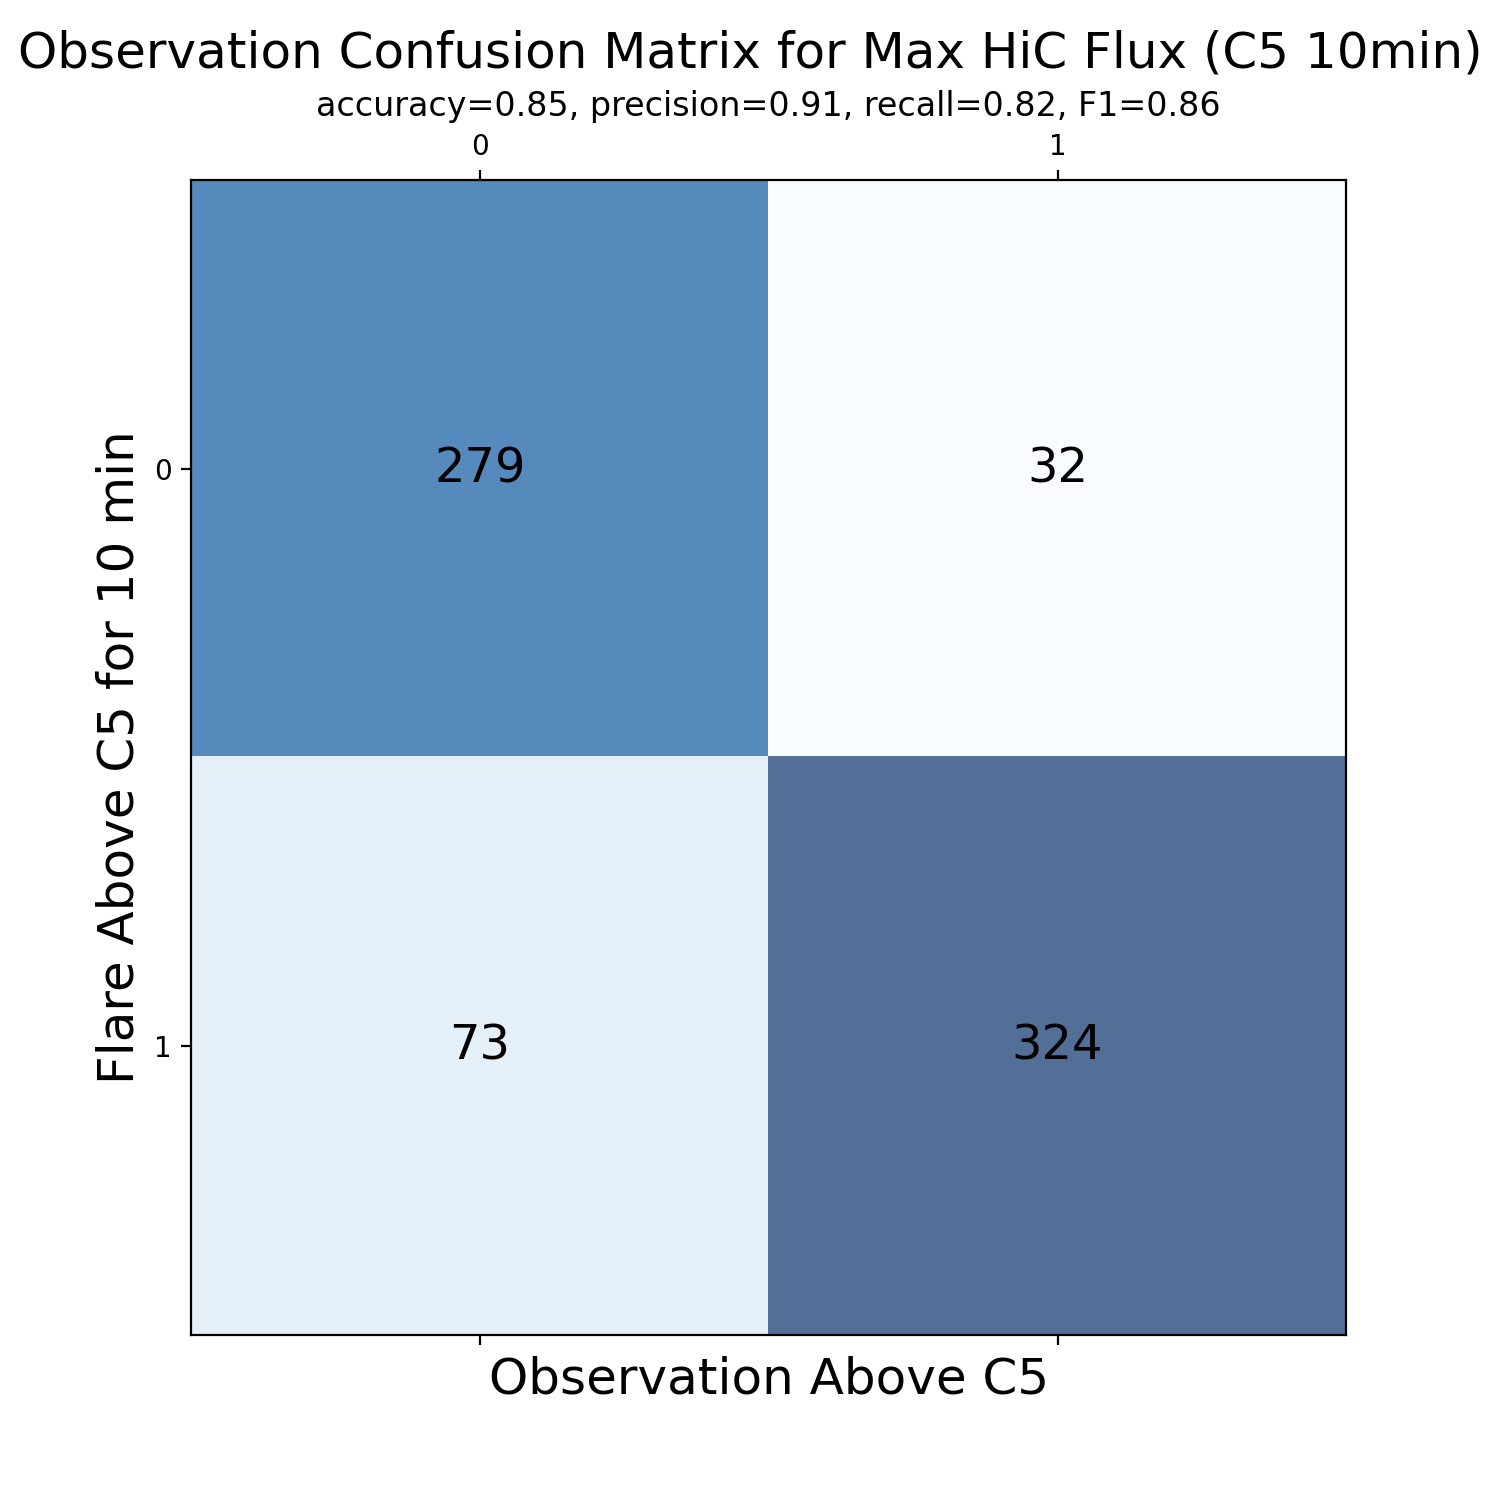 Observation Confusion Matrix for Max HiC Flux (C5 10min)
accuracy=0.85, precision=0.91, recall=0.82, F1=0.86
0 1
Flare Above C5 for 10 min
0
279 32
1
73 324
Observation Above C5